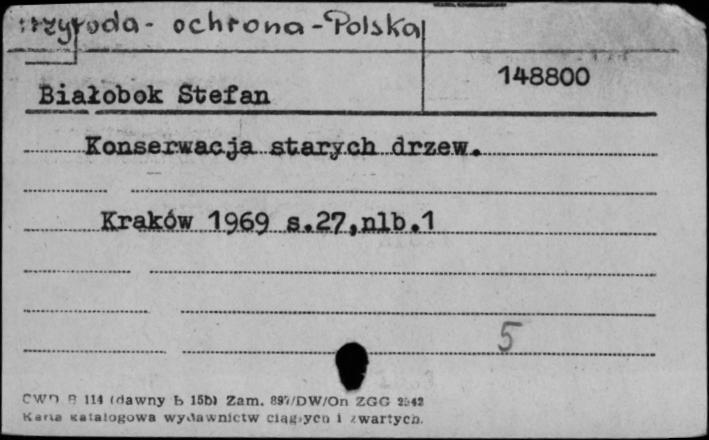 przyroda - ochrona - Polska
148800
Białobok Stefan
Konserwacja starych drzew.
Kraków 1969 s.27,nlb.1
5
CWD B 114 (dawny b 15b) Zam. 897/DW/On ZGG
Karta katalogowa wydawnictw ciągłych i zwartych.